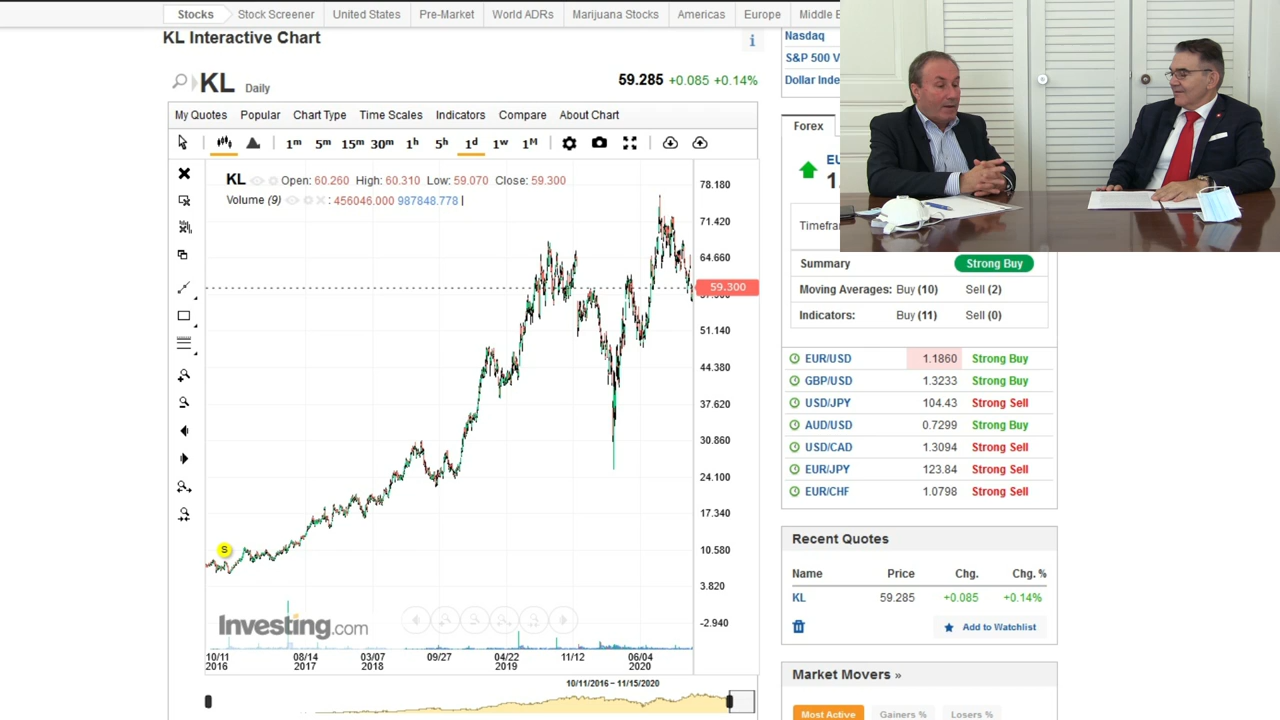 Stocks Stock Screener United States Pre-Market World ADRs Marijuana Stocks Americas Europe Middle
KL Interactive Chart
i
KL Daily
59.285 +0.085 +0.14%
My Quotes Popular Chart Type Time Scales Indicators Compare About Chart
1m 5m 15m 30m 1h 5h 1d 1w 1M
KL Open: 60.260 High: 60.310 Low: 59.070 Close: 59.300
Volume (9) : 456046.000 987848.778
78.180
71.420
64.660
59.300
51.140
44.380
37.620
30.860
24.100
17.340
10.580
3.820
-2.940
S
Investing.com
10/11 08/14 03/07 09/27 04/22 11/12 06/04
2016 2017 2018 2019 2020
10/11/2016 – 11/15/2020
Nasdaq
S&P 500 V
Dollar Inde
Forex
EU
1.
Timefra
Summary Strong Buy
Moving Averages: Buy (10) Sell (2)
Indicators: Buy (11) Sell (0)
EUR/USD 1.1860 Strong Buy
GBP/USD 1.3233 Strong Buy
USD/JPY 104.43 Strong Sell
AUD/USD 0.7299 Strong Buy
USD/CAD 1.3094 Strong Sell
EUR/JPY 123.84 Strong Sell
EUR/CHF 1.0798 Strong Sell
Recent Quotes
Name Price Chg. Chg. %
KL 59.285 +0.085 +0.14%
Add to Watchlist
Market Movers »
Most Active Gainers % Losers %